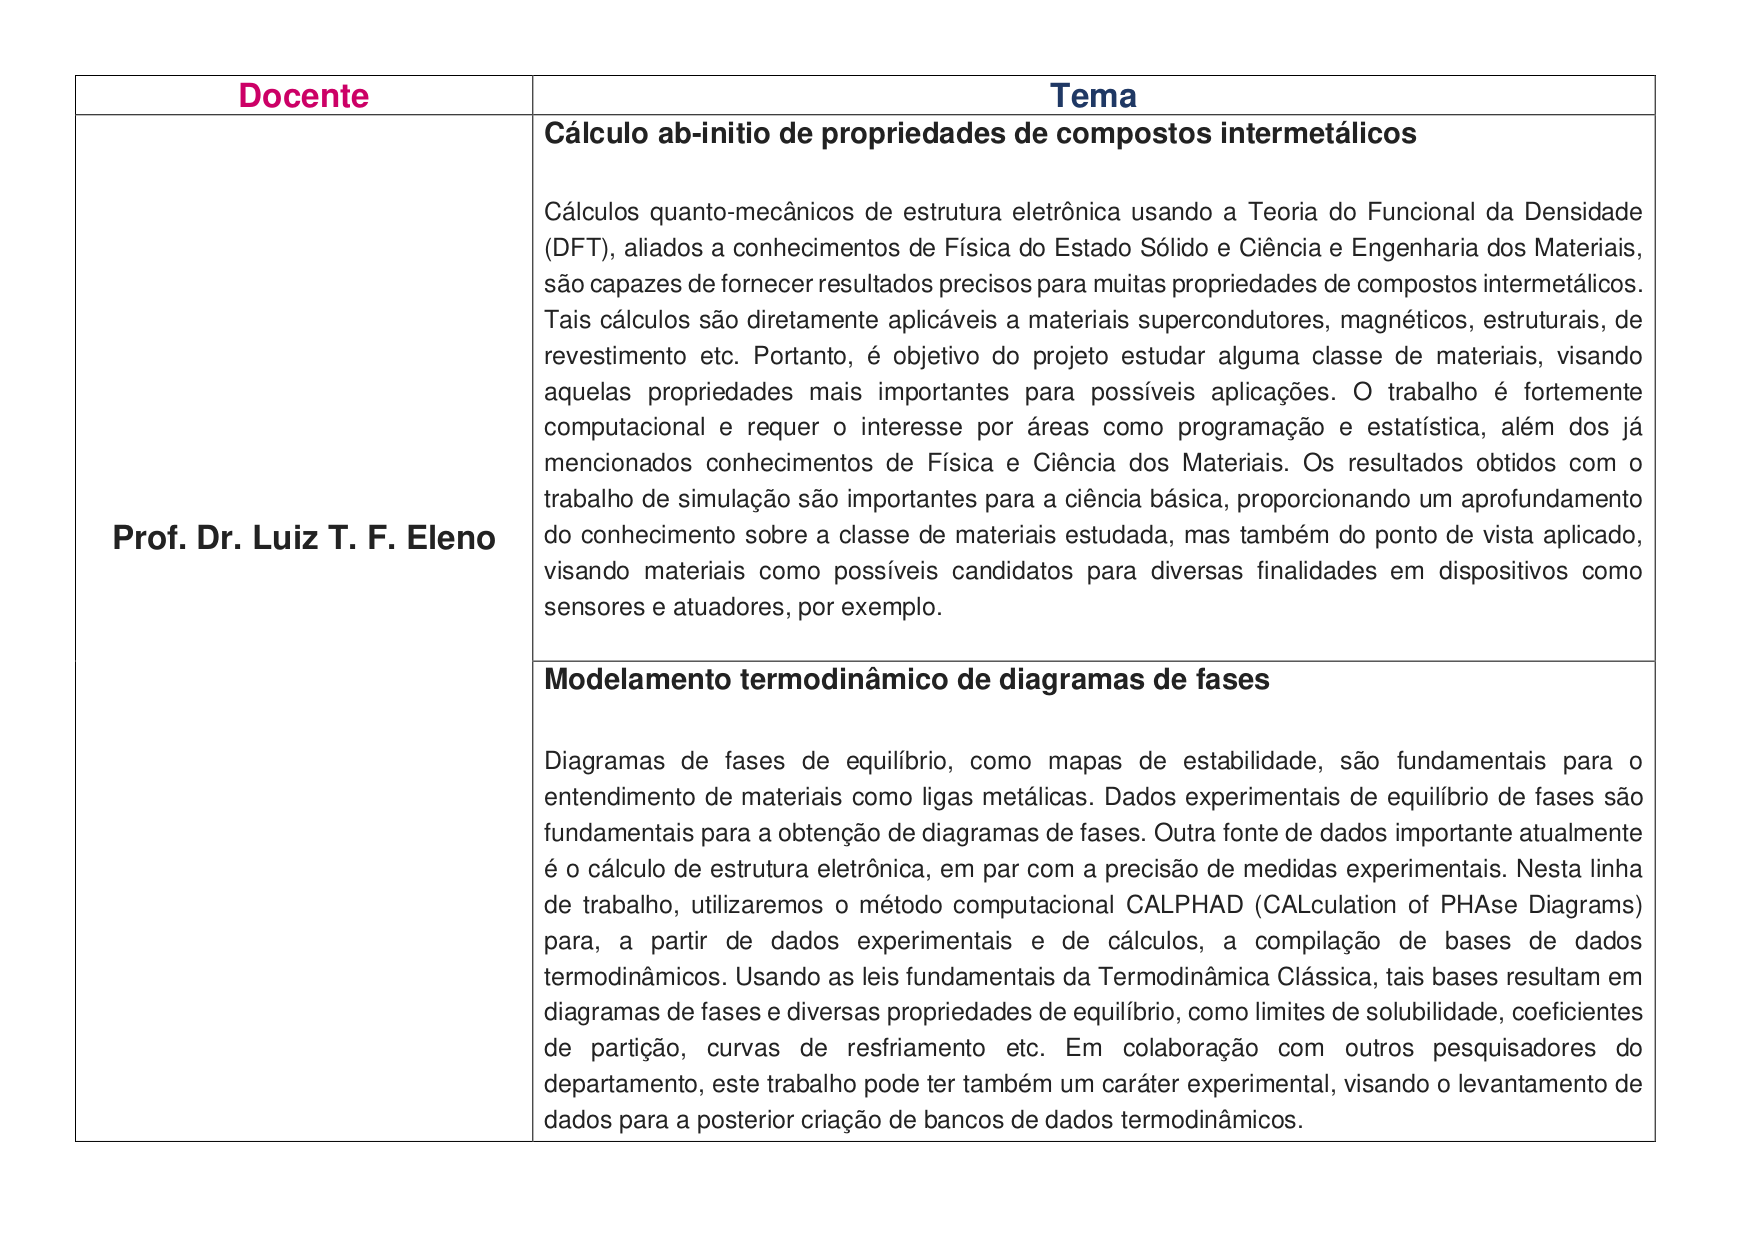 Docente
Tema
Prof. Dr. Luiz T. F. Eleno
Cálculo ab-initio de propriedades de compostos intermetálicos
Cálculos quanto-mecânicos de estrutura eletrônica usando a Teoria do Funcional da Densidade
(DFT), aliados a conhecimentos de Física do Estado Sólido e Ciência e Engenharia dos Materiais,
são capazes de fornecer resultados precisos para muitas propriedades de compostos intermetálicos.
Tais cálculos são diretamente aplicáveis a materiais supercondutores, magnéticos, estruturais, de
revestimento etc. Portanto, é objetivo do projeto estudar alguma classe de materiais, visando
aquelas propriedades mais importantes para possíveis aplicações. O trabalho é fortemente
computacional e requer o interesse por áreas como programação e estatística, além dos já
mencionados conhecimentos de Física e Ciência dos Materiais. Os resultados obtidos com o
trabalho de simulação são importantes para a ciência básica, proporcionando um aprofundamento
do conhecimento sobre a classe de materiais estudada, mas também do ponto de vista aplicado,
visando materiais como possíveis candidatos para diversas finalidades em dispositivos como
sensores e atuadores, por exemplo.
Modelamento termodinâmico de diagramas de fases
Diagramas de fases de equilíbrio, como mapas de estabilidade, são fundamentais para o
entendimento de materiais como ligas metálicas. Dados experimentais de equilíbrio de fases são
fundamentais para a obtenção de diagramas de fases. Outra fonte de dados importante atualmente
é o cálculo de estrutura eletrônica, em par com a precisão de medidas experimentais. Nesta linha
de trabalho, utilizaremos o método computacional CALPHAD (CALculation of PHAse Diagrams)
para, a partir de dados experimentais e de cálculos, a compilação de bases de dados
termodinâmicos. Usando as leis fundamentais da Termodinâmica Clássica, tais bases resultam em
diagramas de fases e diversas propriedades de equilíbrio, como limites de solubilidade, coeficientes
de partição, curvas de resfriamento etc. Em colaboração com outros pesquisadores do
departamento, este trabalho pode ter também um caráter experimental, visando o levantamento de
dados para a posterior criação de bancos de dados termodinâmicos.